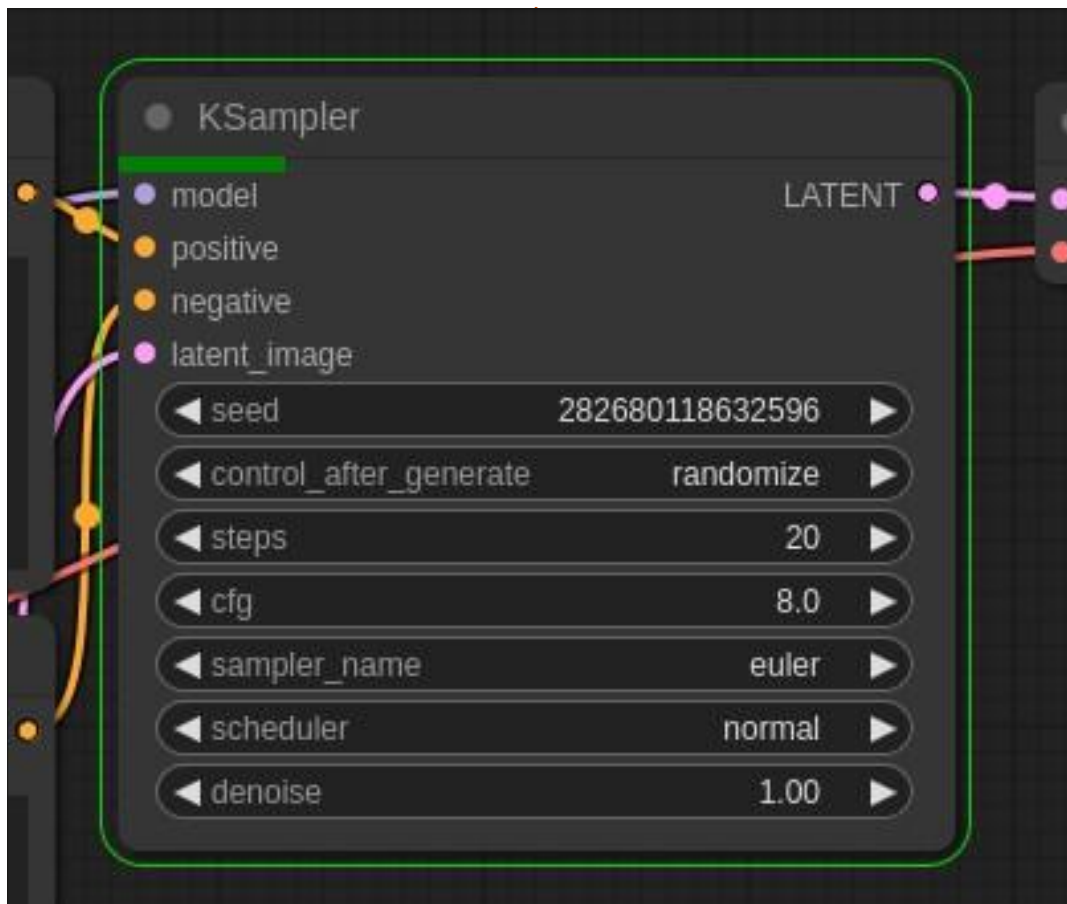 KSampler
model LATENT
positive
negative
latent_image
seed 282680118632596
control_after_generate randomize
steps 20
cfg 8.0
sampler_name euler
scheduler normal
denoise 1.00